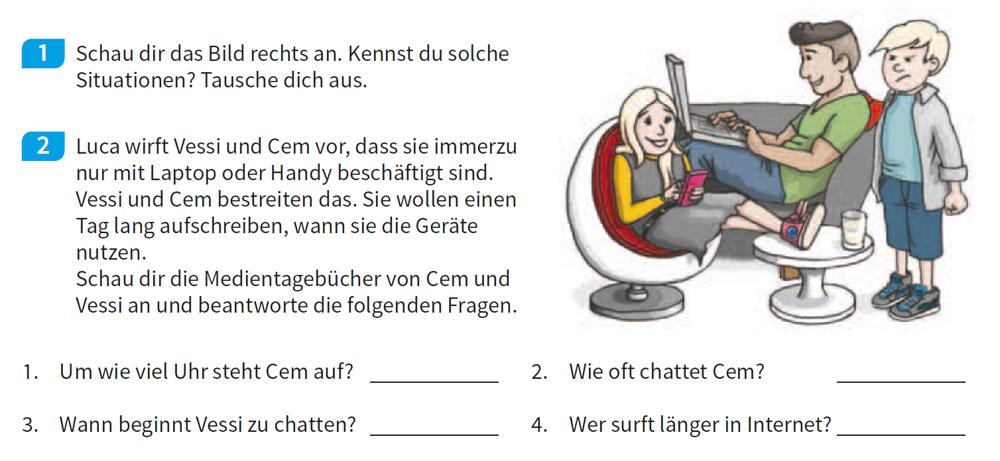 1 Schau dir das Bild rechts an. Kennst du solche
Situationen? Tausche dich aus.
2 Luca wirft Vessi und Cem vor, dass sie immerzu
nur mit Laptop oder Handy beschäftigt sind.
Vessi und Cem bestreiten das. Sie wollen einen
Tag lang aufschreiben, wann sie die Geräte
nutzen.
Schau dir die Medientagebücher von Cem und
Vessi an und beantworte die folgenden Fragen.
1. Um wie viel Uhr steht Cem auf?
2. Wie oft chattet Cem?
3. Wann beginnt Vessi zu chatten?
4. Wer surft länger in Internet?